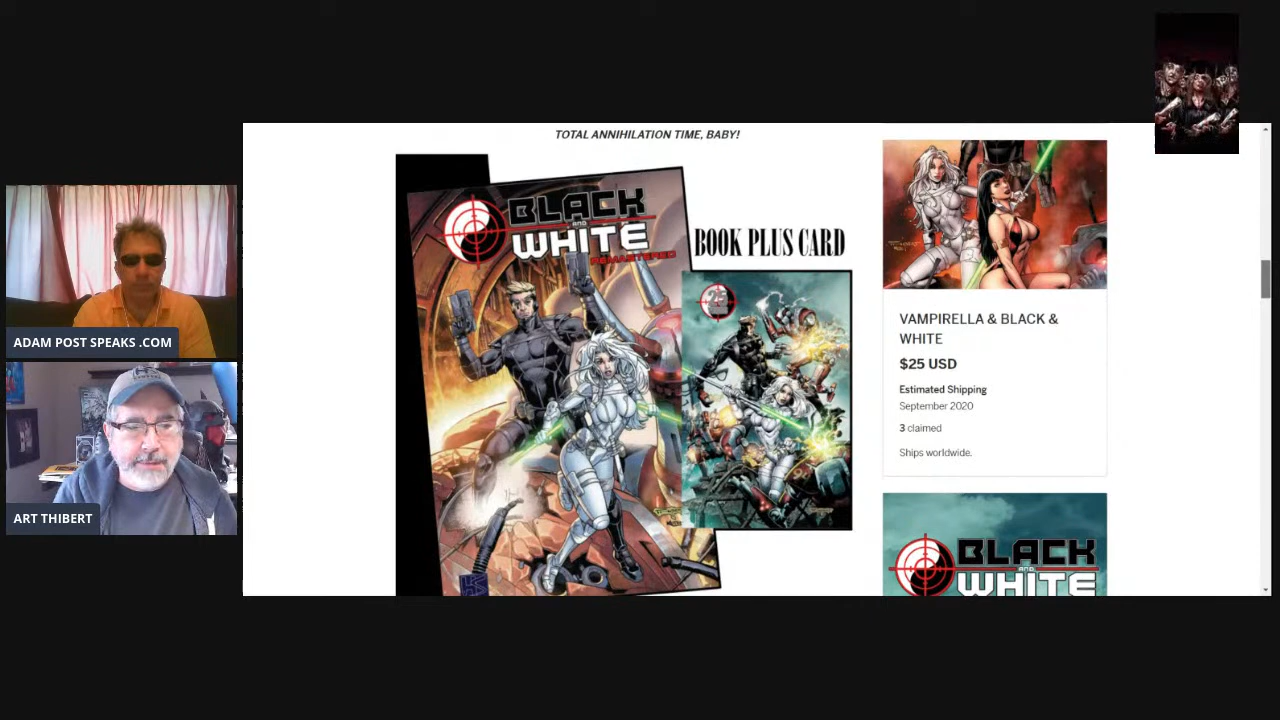 TOTAL ANNIHILATION TIME, BABY!
BLACK
AND
WHITE
REMASTERED
BOOK PLUS CARD
25
VAMPIRELLA & BLACK &
WHITE
$25 USD
Estimated Shipping
September 2020
3 claimed
Ships worldwide.
BLACK
AND
WHITE
ADAM POST SPEAKS .COM
ART THIBERT